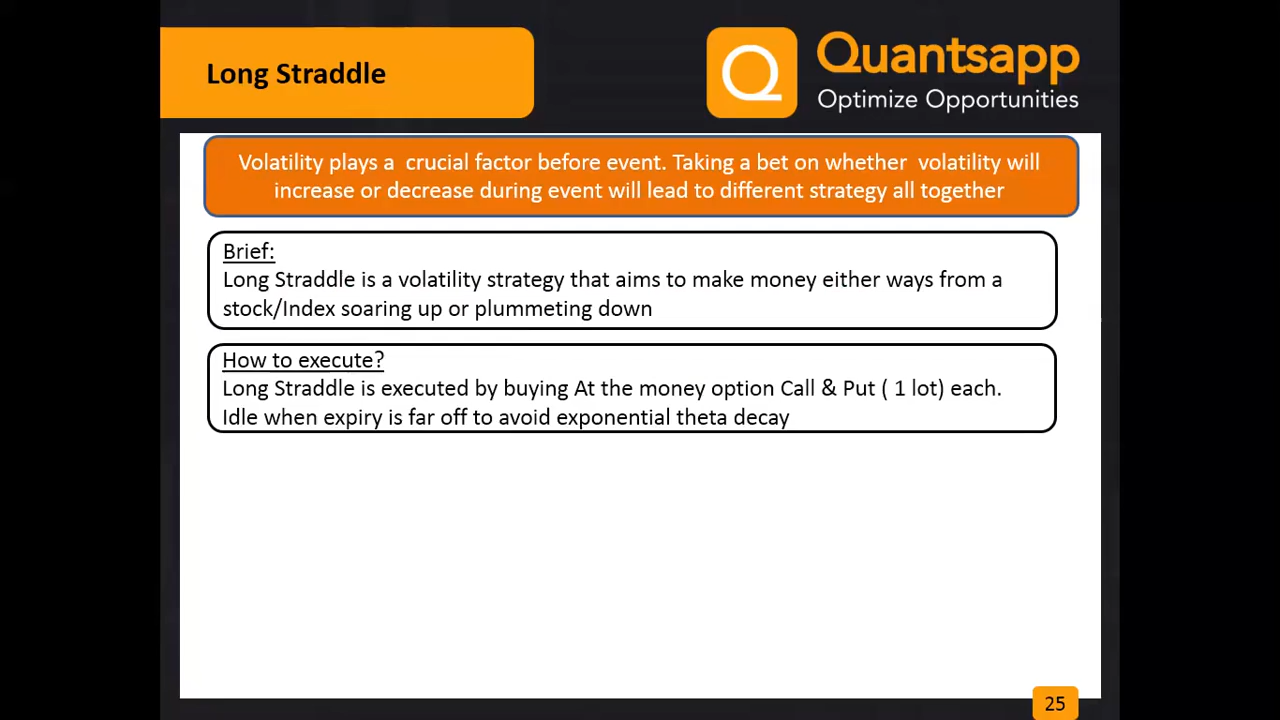 Long Straddle
Q
Quantsapp
Optimize Opportunities
Volatility plays a crucial factor before event. Taking a bet on whether volatility will
increase or decrease during event will lead to different strategy all together
Brief:
Long Straddle is a volatility strategy that aims to make money either ways from a
stock/Index soaring up or plummeting down
How to execute?
Long Straddle is executed by buying At the money option Call & Put ( 1 lot) each.
Idle when expiry is far off to avoid exponential theta decay
25